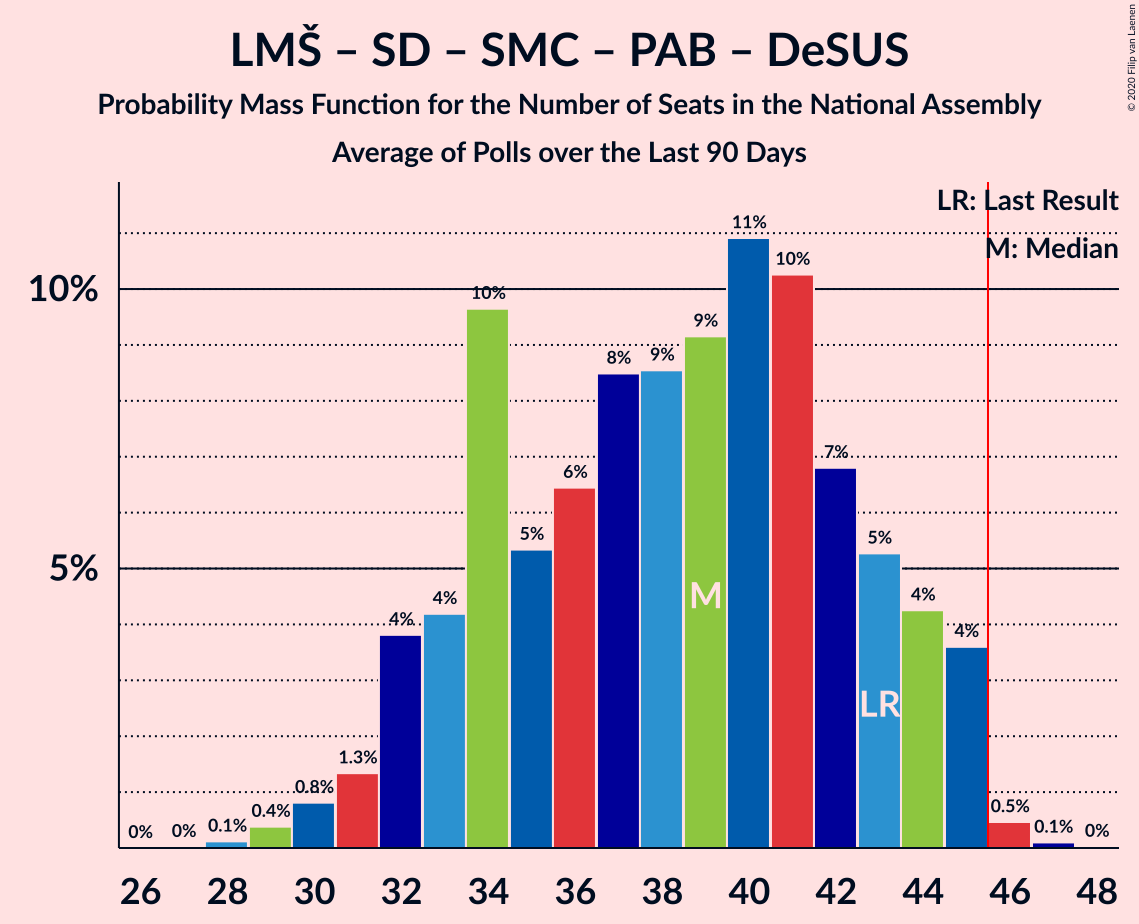 LMŠ – SD – SMC – PAB – DeSUS
Probability Mass Function for the Number of Seats in the National Assembly
Average of Polls over the Last 90 Days
© 2020 Filip van Laenen
LR: Last Result
M: Median
10%
5%
0%
0%
0.1%
0.4%
0.8%
1.3%
4%
4%
10%
5%
6%
8%
9%
9%
11%
10%
7%
5%
4%
4%
0.5%
0.1%
0%
M
LR
26 28 30 32 34 36 38 40 42 44 46 48